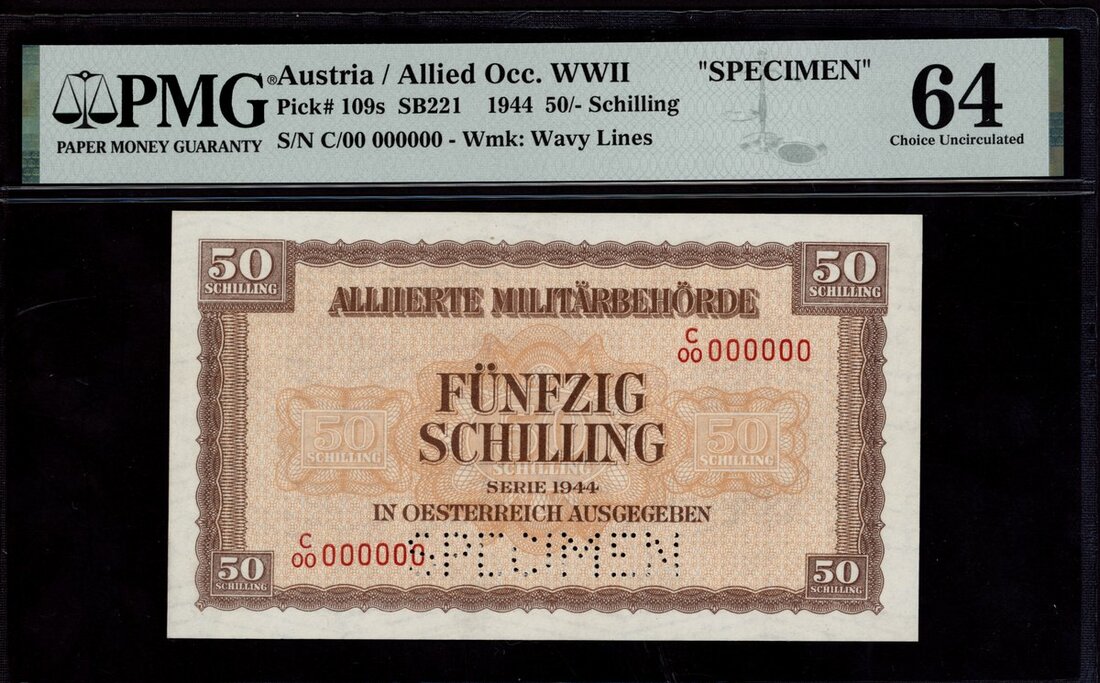 PMG®
PAPER MONEY GUARANTY
Austria / Allied Occ. WWII
Pick# 109s SB221 1944 50/- Schilling
S/N C/00 000000 - Wmk: Wavy Lines
"SPECIMEN"
64
Choice Uncirculated
50 SCHILLING
50 SCHILLING
ALLIIERTE MILITÄRBEHÖRDE
C/00 000000
FÜNFZIG
SCHILLING
50 SCHILLING
50 SCHILLING
SCHILLING
SERIE 1944
IN OESTERREICH AUSGEGEBEN
C/00 000000
SPECIMEN
50 SCHILLING
50 SCHILLING